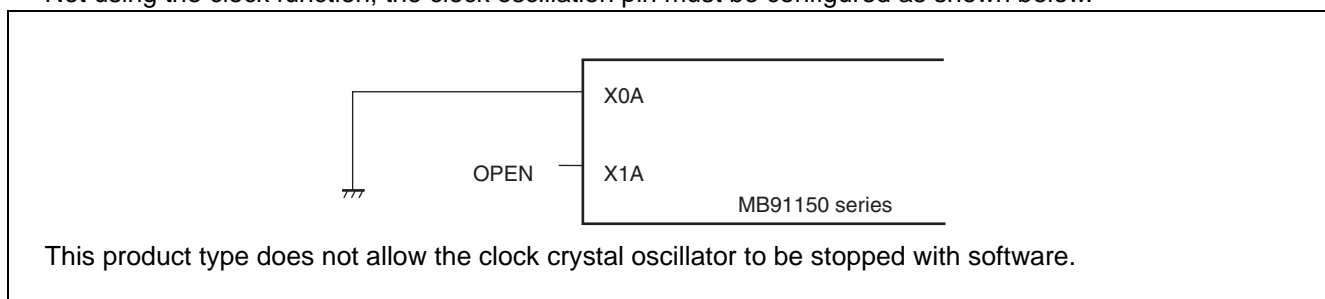 Not using the clock function, the clock oscillation pin must be configured as shown below.
X0A
OPEN X1A
MB91150 series
This product type does not allow the clock crystal oscillator to be stopped with software.